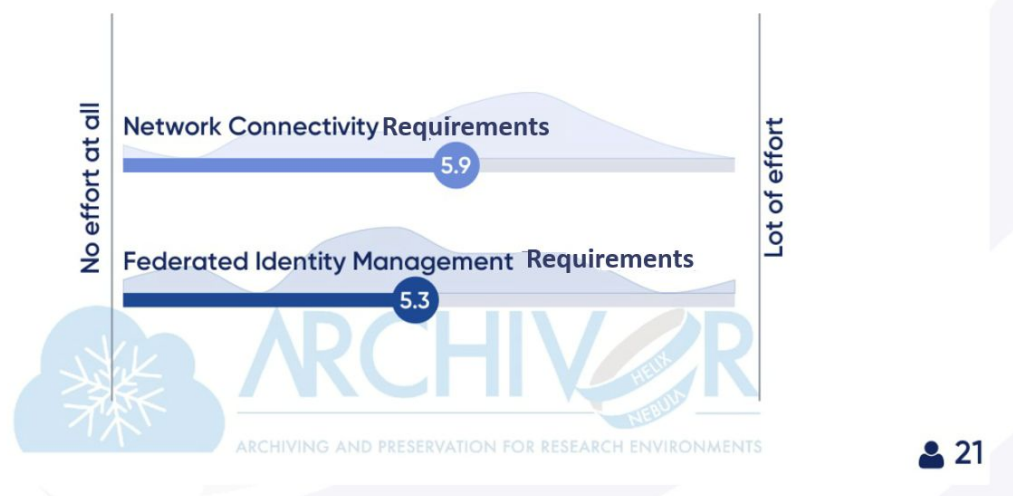 No effort at all
Network Connectivity Requirements
5.9
Federated Identity Management Requirements
5.3
Lot of effort
ARCHIVER
HELIX
NEBULA
ARCHIVING AND PRESERVATION FOR RESEARCH ENVIRONMENTS
21